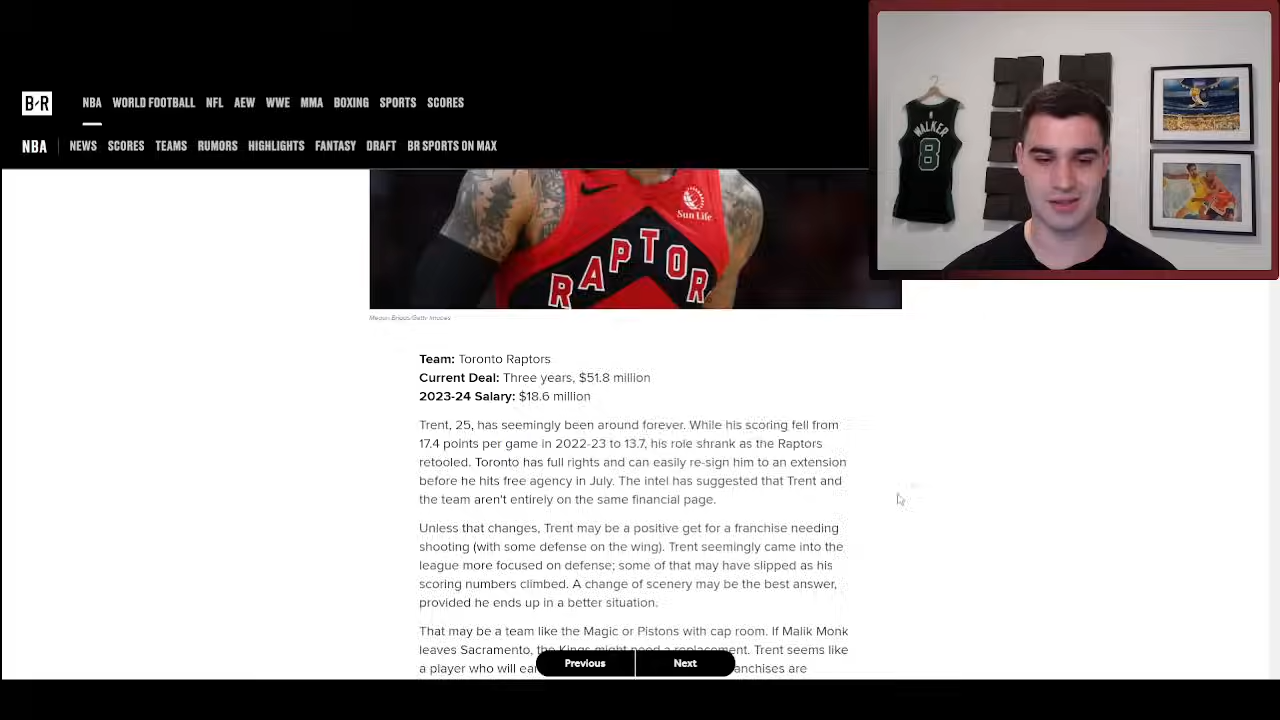 B/R
NBA WORLD FOOTBALL NFL AEW WWE MMA BOXING SPORTS SCORES
NBA NEWS SCORES TEAMS RUMORS HIGHLIGHTS FANTASY DRAFT BR SPORTS ON MAX
WALKER
8
Sun Life
RAPTOR
Team: Toronto Raptors
Current Deal: Three years, $51.8 million
2023-24 Salary: $18.6 million
Trent, 25, has seemingly been around forever. While his scoring fell from
17.4 points per game in 2022-23 to 13.7, his role shrank as the Raptors
retooled. Toronto has full rights and can easily re-sign him to an extension
before he hits free agency in July. The intel has suggested that Trent and
the team aren't entirely on the same financial page.
Unless that changes, Trent may be a positive get for a franchise needing
shooting (with some defense on the wing). Trent seemingly came into the
league more focused on defense; some of that may have slipped as his
scoring numbers climbed. A change of scenery may be the best answer,
provided he ends up in a better situation.
That may be a team like the Magic or Pistons with cap room. If Malik Monk
leaves Sacramento, the Kings might need a replacement. Trent seems like
a player who will
Previous Next